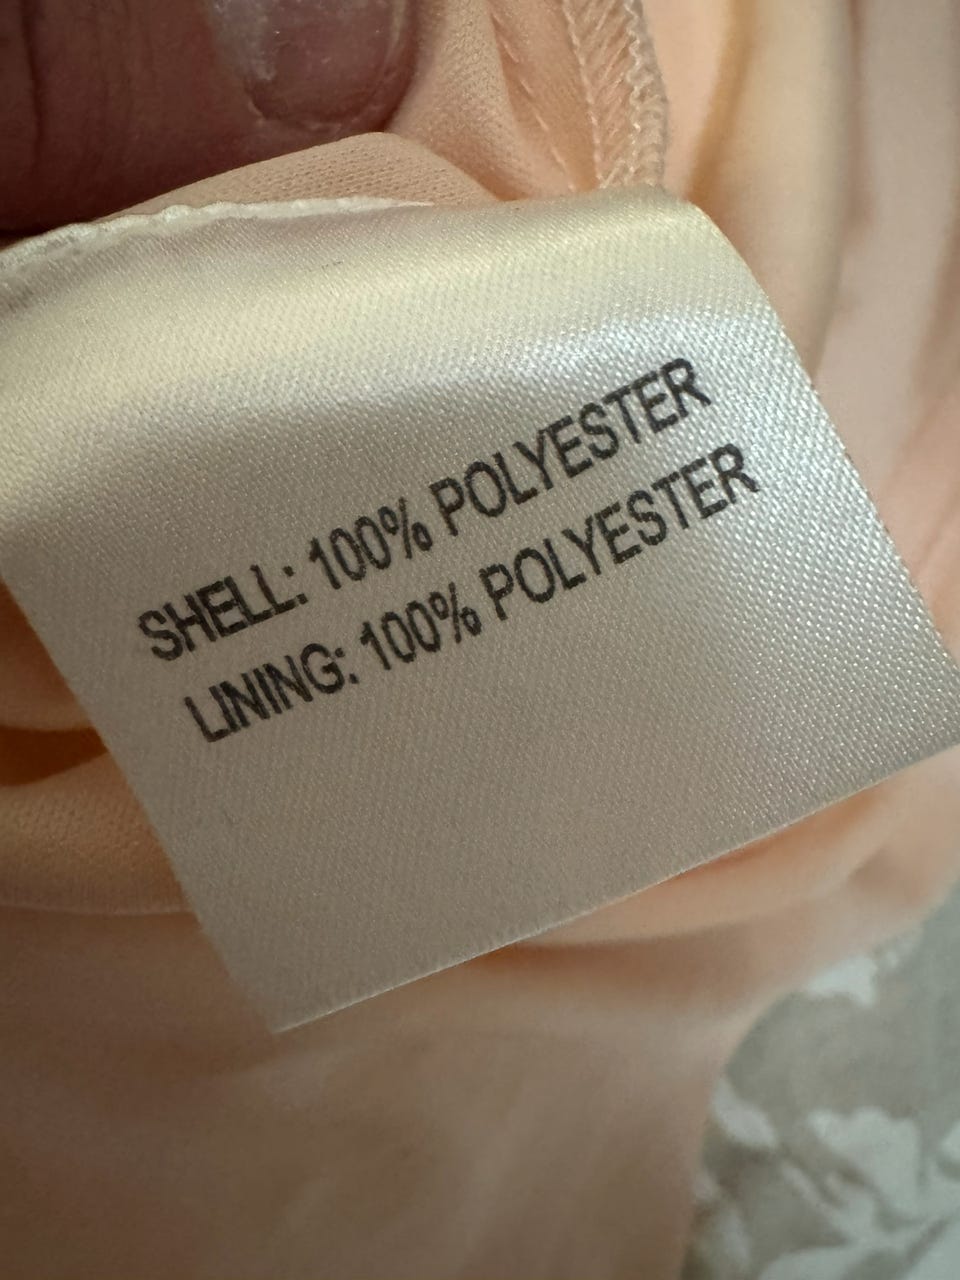 SHELL: 100% POLYESTER
LINING: 100% POLYESTER